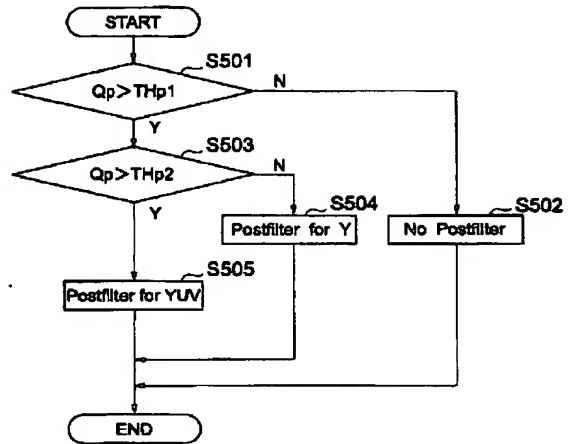 START
S501
Qp>THp1
N
Y
S503
Qp>THp2
N
Y
S504
Postfilter for Y
S502
No Postfilter
S505
Postfilter for YUV
END